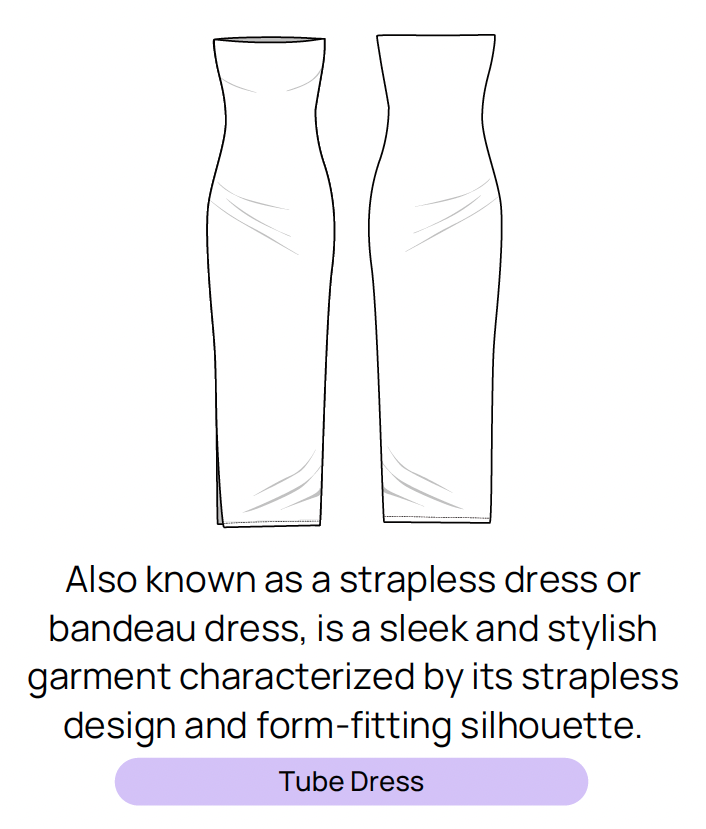 Also known as a strapless dress or
bandeau dress, is a sleek and stylish
garment characterized by its strapless
design and form-fitting silhouette.
Tube Dress